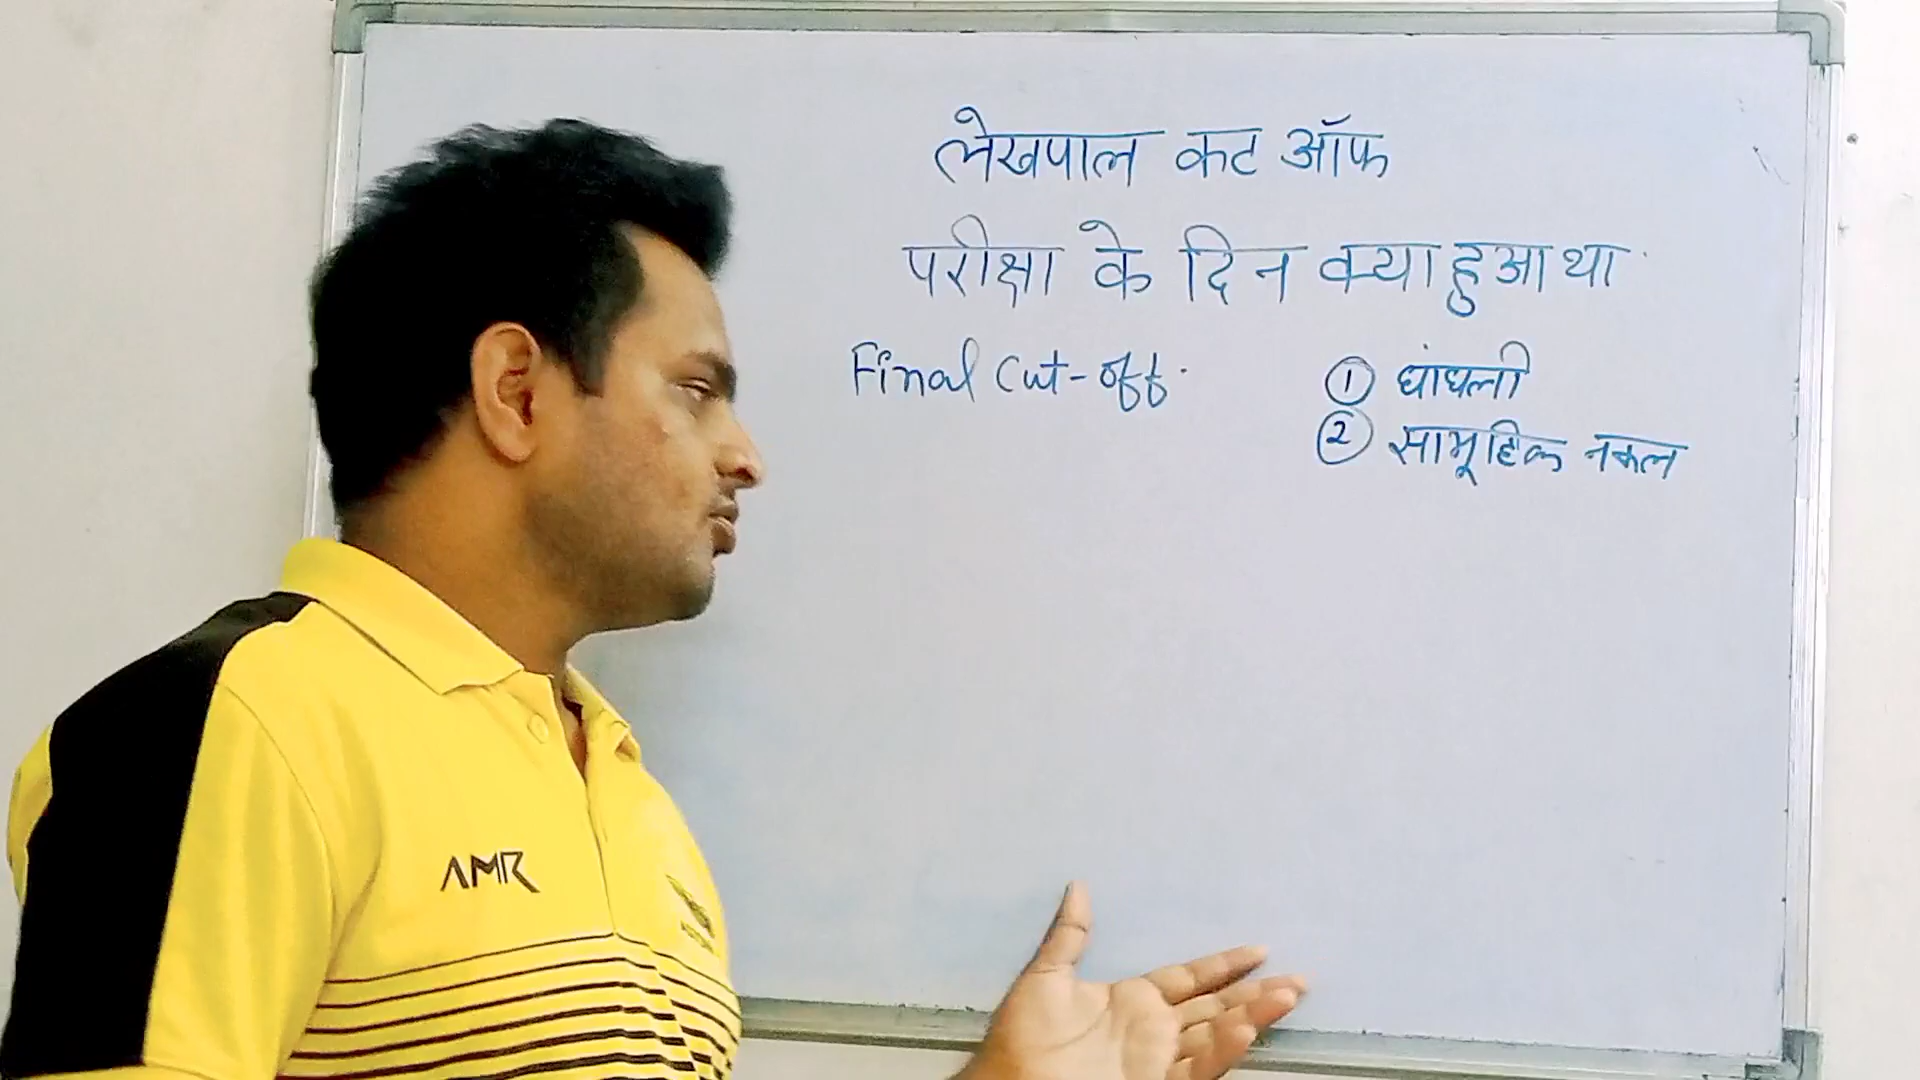 लेखपाल कट ऑफ
परीक्षा के दिन क्या हुआ था
Final Cut-off.
① धांधली
② सामूहिक नकल
AMR